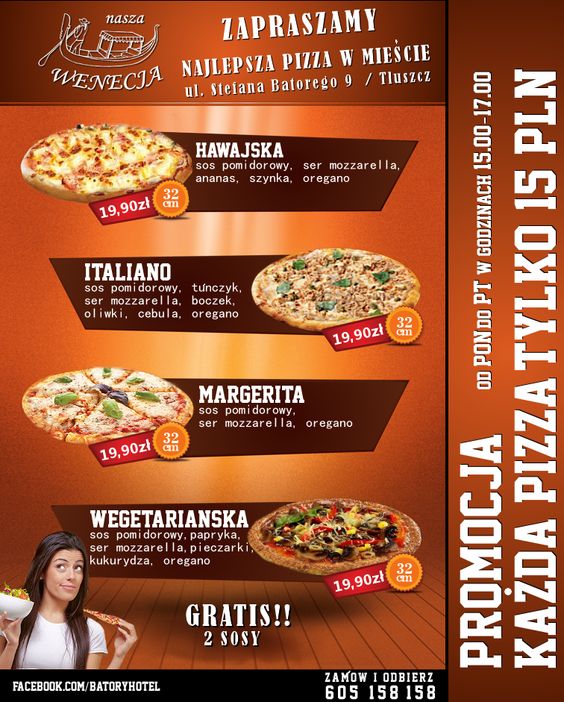 nasza
WENECJA
ZAPRASZAMY
NAJLEPSZA PIZZA W MIEŚCIE
ul. Stefana Batorego 9 / Tłuszcz
HAWAJSKA
sos pomidorowy, ser mozzarella,
ananas, szynka, oregano
19,90zł
32
cm
ITALIANO
sos pomidorowy, tuńczyk,
ser mozzarella, boczek,
oliwki, cebula, oregano
19,90zł
32
cm
MARGERITA
sos pomidorowy,
ser mozzarella, oregano
19,90zł
32
cm
WEGETARIANSKA
sos pomidorowy, papryka,
ser mozzarella, pieczarki,
kukurydza, oregano
19,90zł
32
cm
GRATIS!!
2 SOSY
FACEBOOK.COM/BATORYHOTEL
ZAMÓW I ODBIERZ
605 158 158
PROMOCJA
OD PON DO PT W GODZINACH 15.00-17.00
KAŻDA PIZZA TYLKO 15 PLN